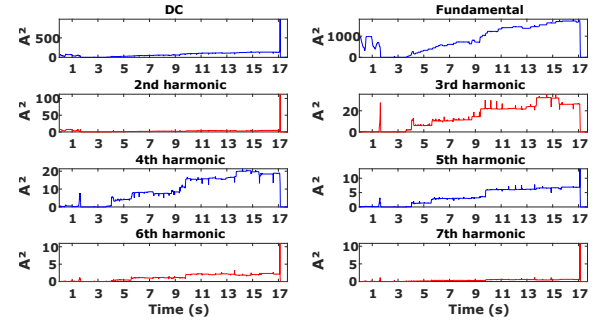 DC
A²
500
0
1 3 5 7 9 11 13 15 17
Fundamental
A²
1000
0
1 3 5 7 9 11 13 15 17
2nd harmonic
A²
100
50
0
1 3 5 7 9 11 13 15 17
3rd harmonic
A²
20
0
1 3 5 7 9 11 13 15 17
4th harmonic
A²
20
10
0
1 3 5 7 9 11 13 15 17
5th harmonic
A²
10
5
0
1 3 5 7 9 11 13 15 17
6th harmonic
A²
10
5
0
1 3 5 7 9 11 13 15 17
Time (s)
7th harmonic
A²
10
5
0
1 3 5 7 9 11 13 15 17
Time (s)